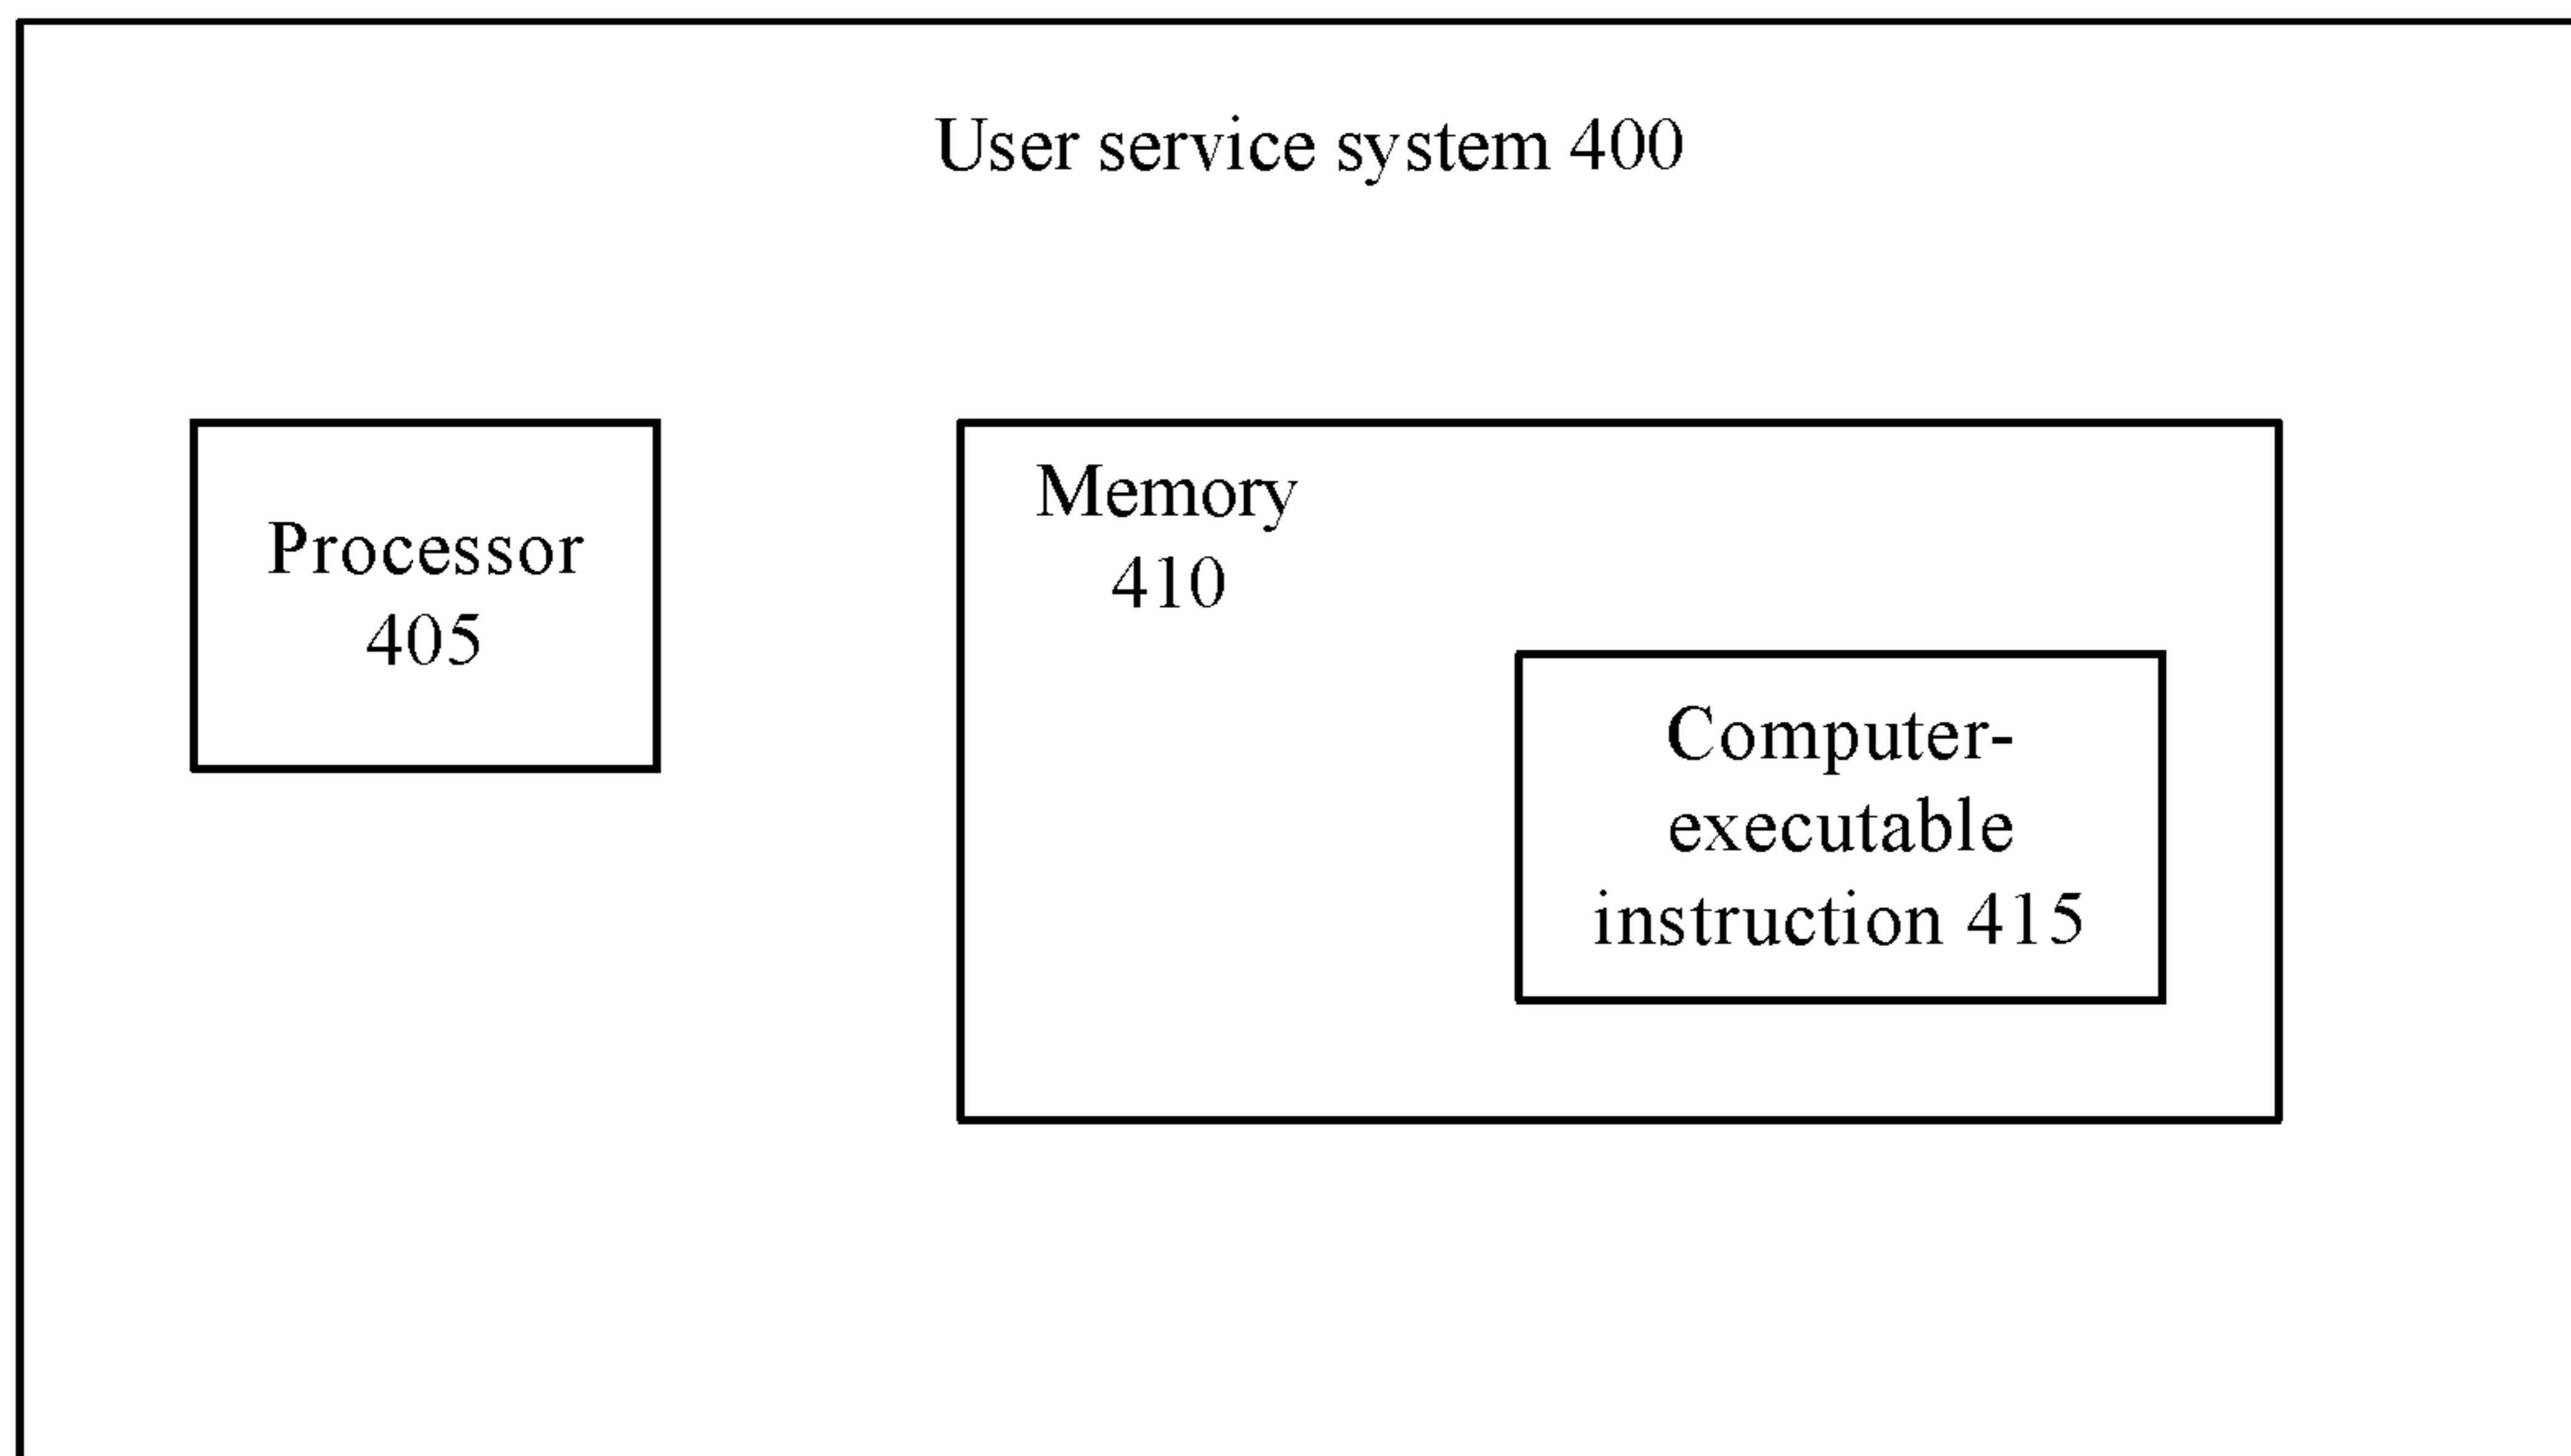 User service system 400
Processor
405
Memory
410
Computer-
executable
instruction 415